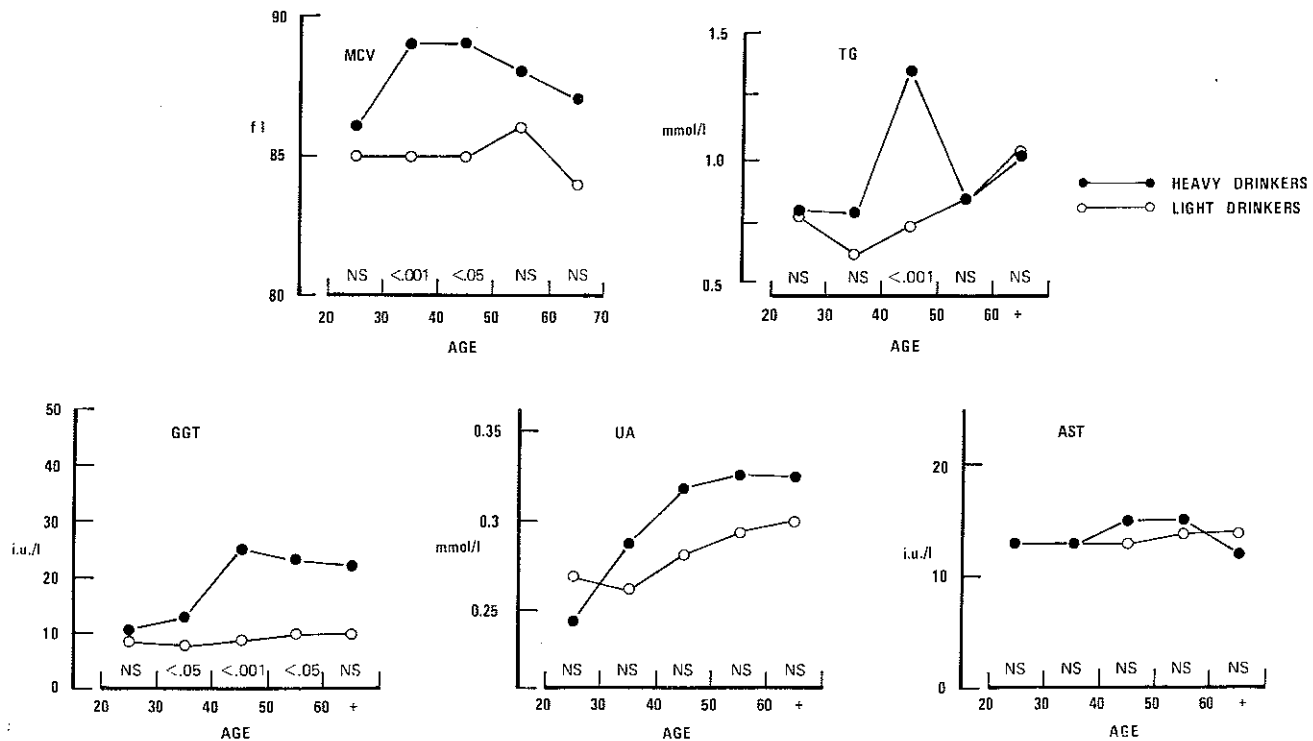 90
MCV
f l
85
NS <.001 <.05 NS NS
80
20 30 40 50 60 70
AGE
1.5
TG
mmol/l
1.0
NS NS <.001 NS NS
0.5
20 30 40 50 60 +
AGE
HEAVY DRINKERS
LIGHT DRINKERS
50
GGT
40
30
i.u./l
20
10
NS <.05 <.001 <.05 NS
0
20 30 40 50 60 +
AGE
0.35
UA
0.3
mmol/l
0.25
NS NS NS NS NS
20 30 40 50 60 +
AGE
AST
20
i.u./l
10
NS NS NS NS NS
0
20 30 40 50 60 +
AGE